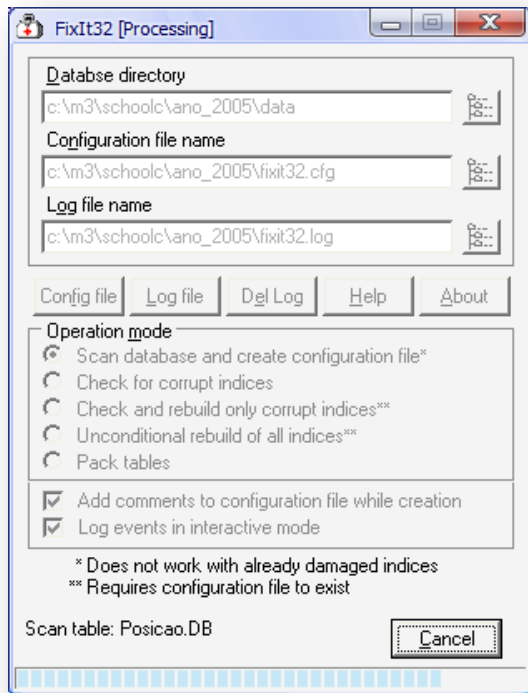 FixIt32 [Processing]
Databse directory
c:\m3\schoolc\ano_2005\data
Configuration file name
c:\m3\schoolc\ano_2005\fixit32.cfg
Log file name
c:\m3\schoolc\ano_2005\fixit32.log
Config file Log file Del Log Help About
Operation mode
Scan database and create configuration file*
Check for corrupt indices
Check and rebuild only corrupt indices**
Unconditional rebuild of all indices**
Pack tables
Add comments to configuration file while creation
Log events in interactive mode
* Does not work with already damaged indices
** Requires configuration file to exist
Scan table: Posicao.DB
Cancel